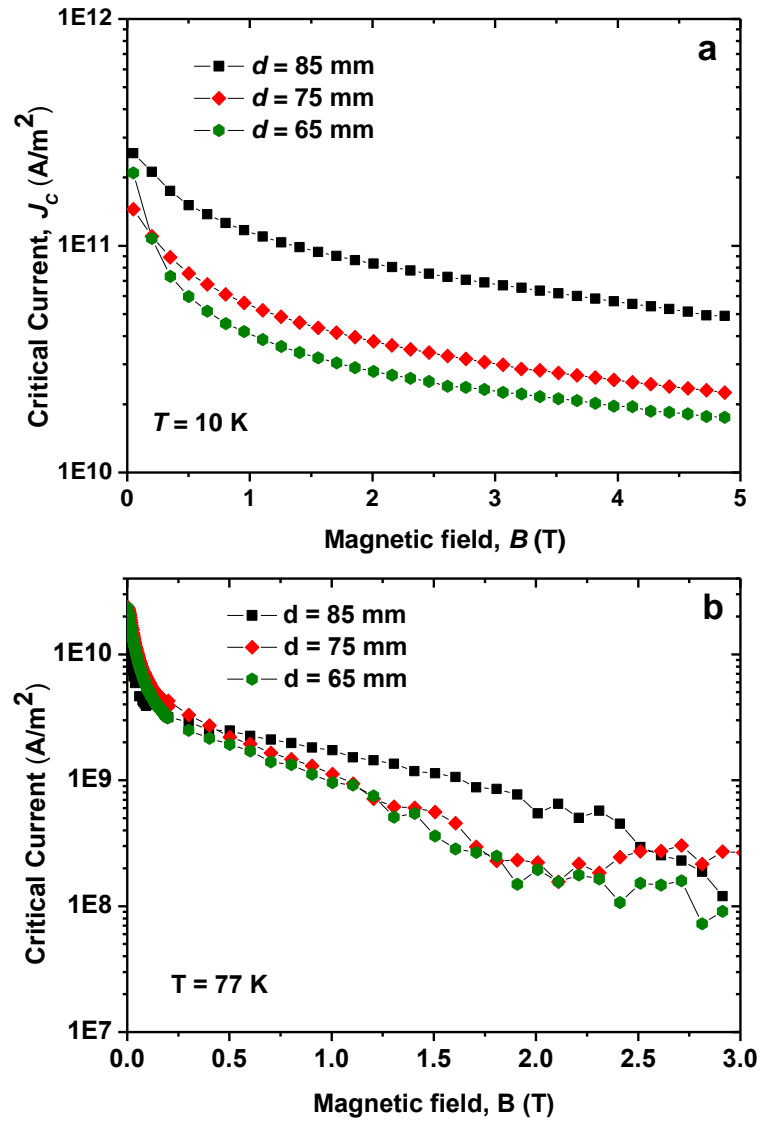 1E12
a
d = 85 mm
d = 75 mm
d = 65 mm
1E11
Critical Current, J_c (A/m²)
T = 10 K
1E10
0 1 2 3 4 5
Magnetic field, B (T)
b
d = 85 mm
d = 75 mm
d = 65 mm
1E10
1E9
1E8
1E7
Critical Current (A/m²)
T = 77 K
0.0 0.5 1.0 1.5 2.0 2.5 3.0
Magnetic field, B (T)